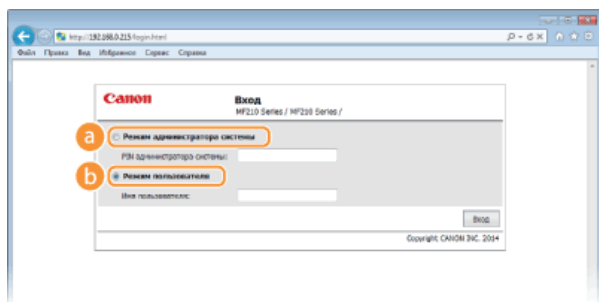 http://192.168.0.215/login.html
Файл Правка Вид Избранное Сервис Справка
Canon
Вход
MF210 Series / MF210 Series /
a
Режим администратора системы
PIN администратора системы:
b
Режим пользователя
Имя пользователя:
Вход
Copyright CANON INC. 2014